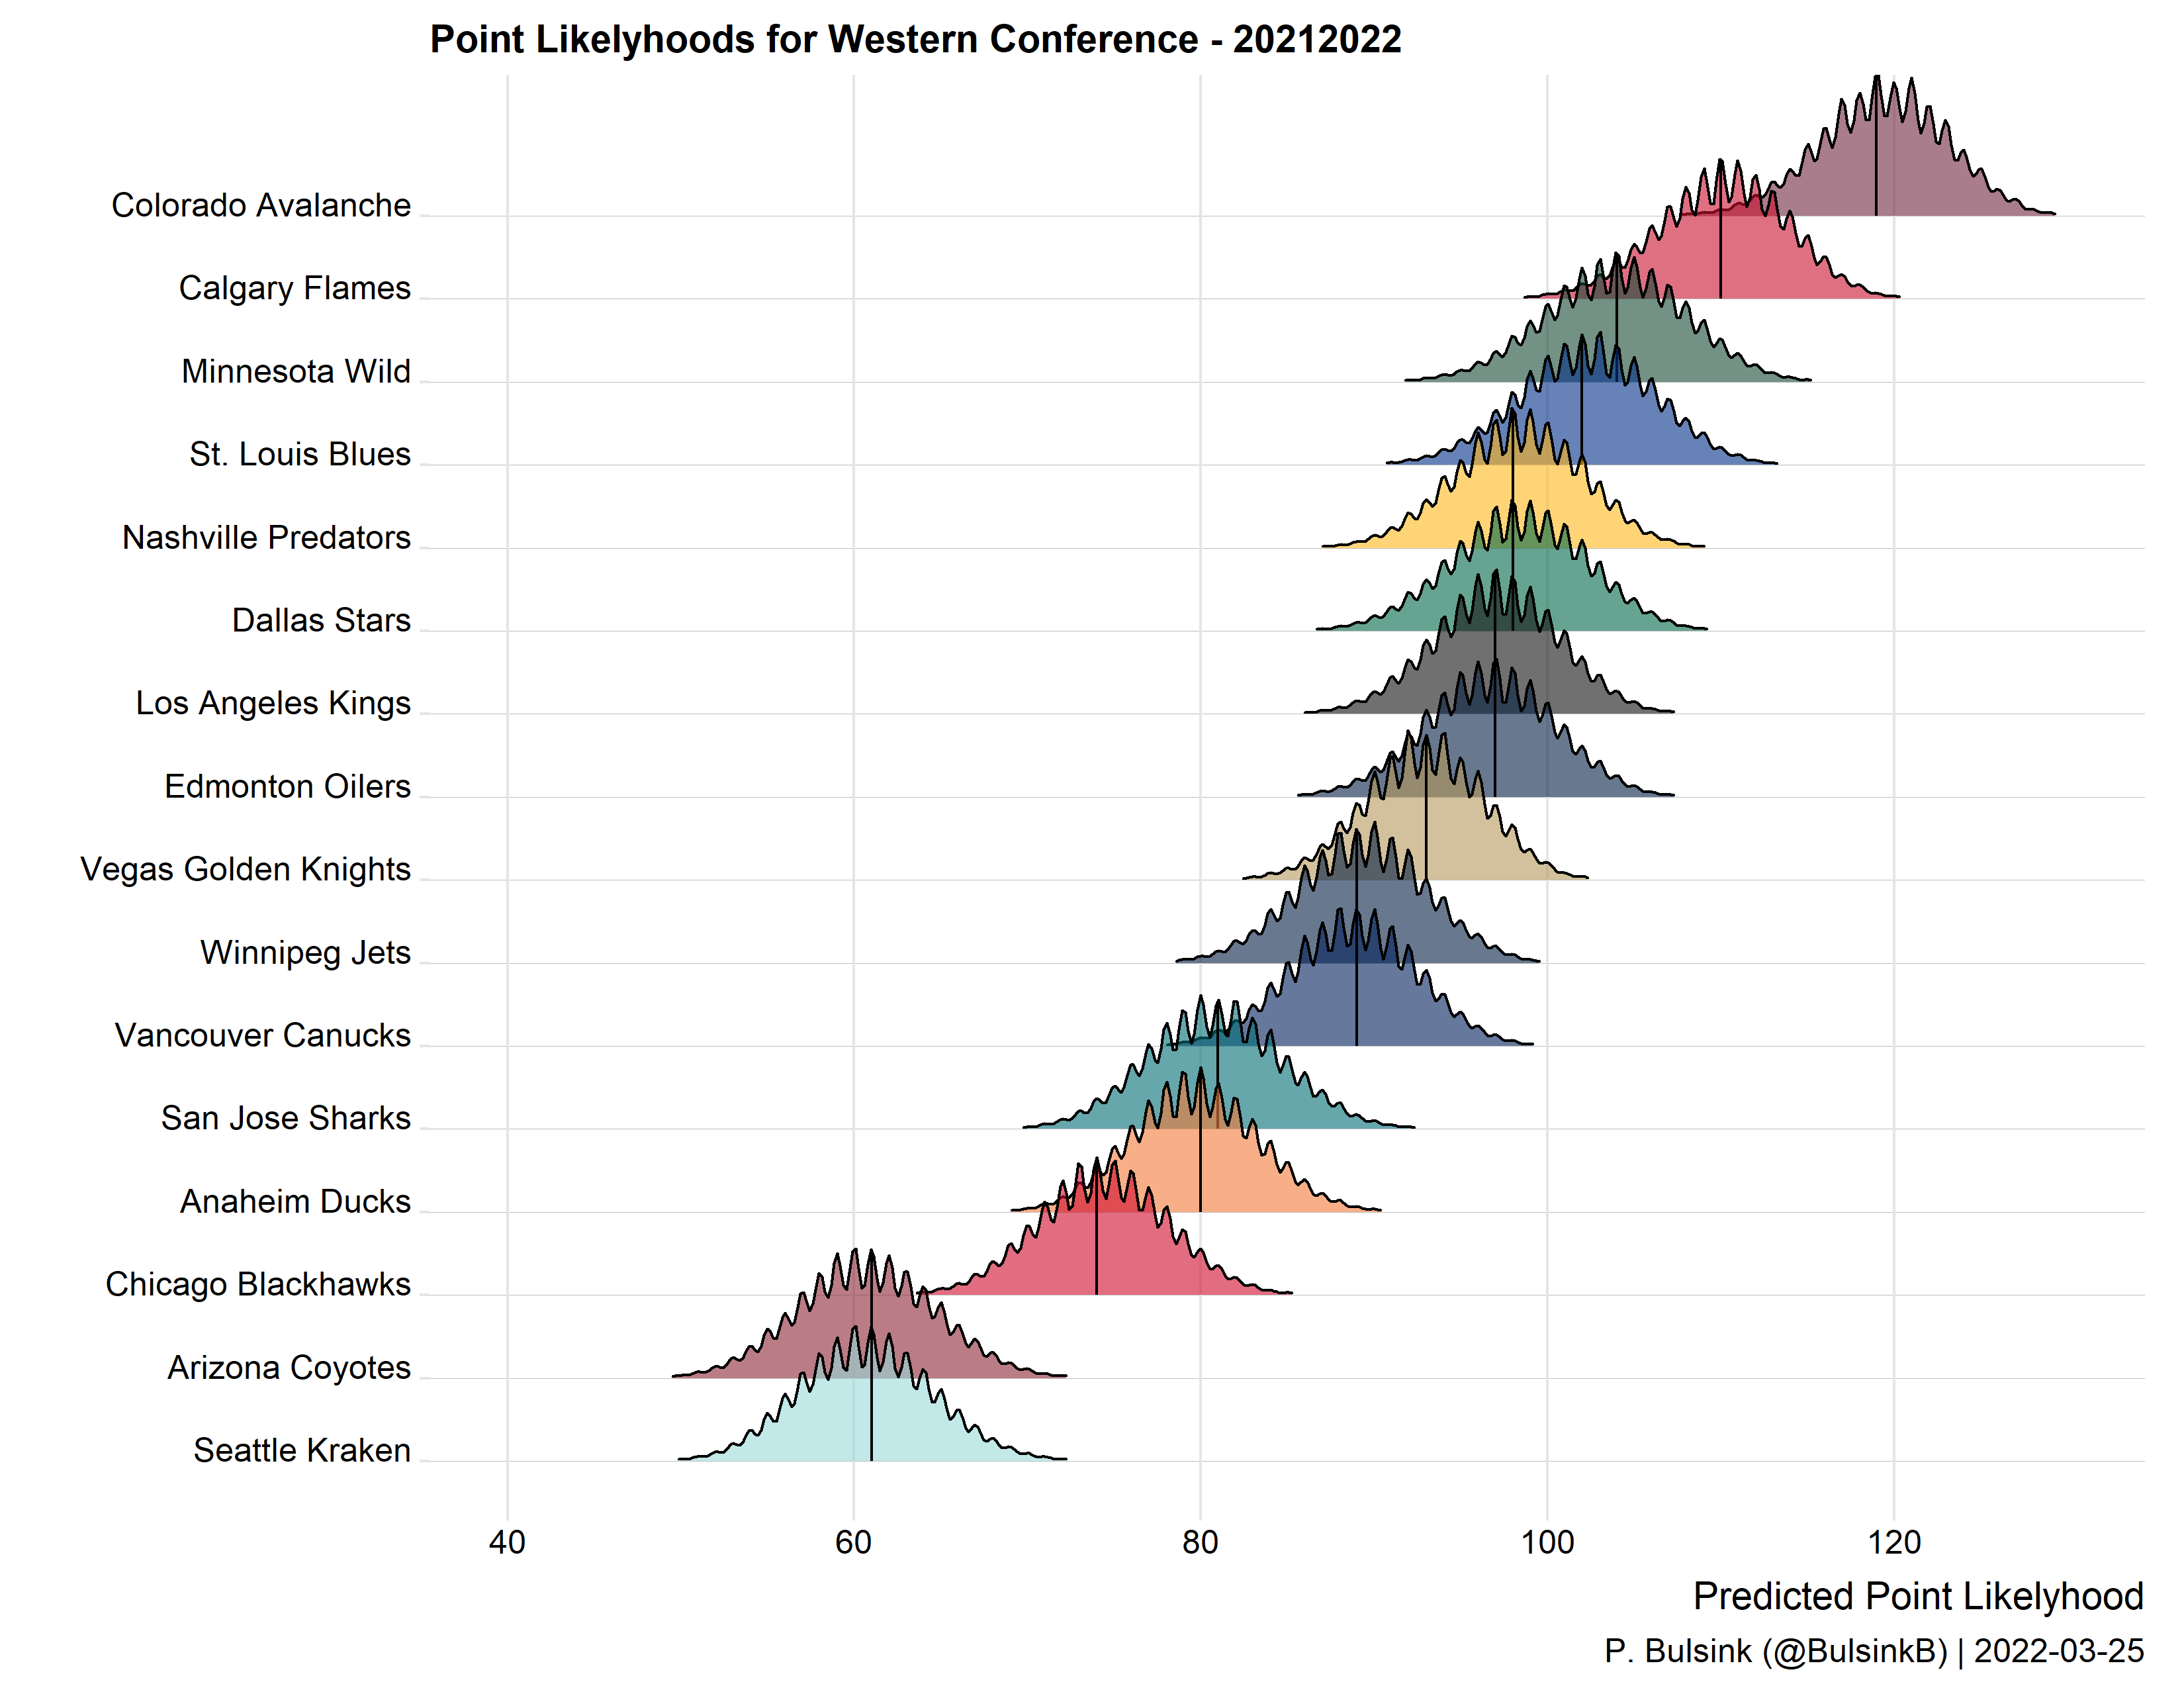 Point Likelyhoods for Western Conference - 20212022
Colorado Avalanche
Calgary Flames
Minnesota Wild
St. Louis Blues
Nashville Predators
Dallas Stars
Los Angeles Kings
Edmonton Oilers
Vegas Golden Knights
Winnipeg Jets
Vancouver Canucks
San Jose Sharks
Anaheim Ducks
Chicago Blackhawks
Arizona Coyotes
Seattle Kraken
40 60 80 100 120
Predicted Point Likelyhood
P. Bulsink (@BulsinkB) | 2022-03-25